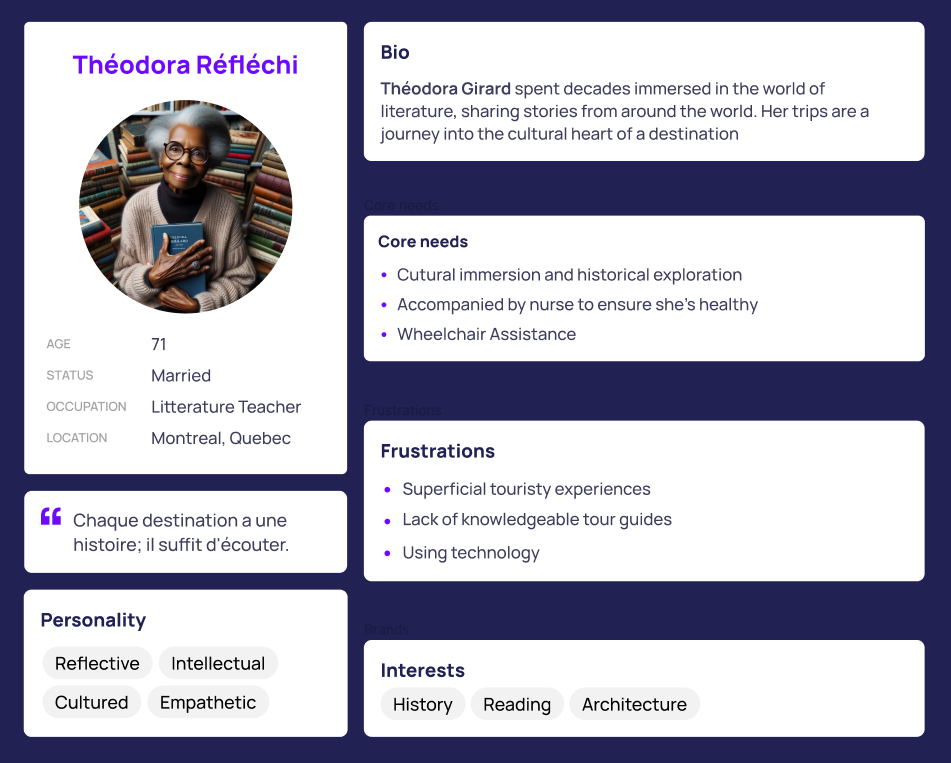 Théodora Réfléchi
AGE 71
STATUS Married
OCCUPATION Litterature Teacher
LOCATION Montreal, Quebec
“ Chaque destination a une
histoire; il suffit d'écouter.
Personality
Reflective Intellectual
Cultured Empathetic
Bio
Théodora Girard spent decades immersed in the world of
literature, sharing stories from around the world. Her trips are a
journey into the cultural heart of a destination
Core needs
Core needs
Cutural immersion and historical exploration
Accompanied by nurse to ensure she's healthy
Wheelchair Assistance
Frustrations
Frustrations
Superficial touristy experiences
Lack of knowledgeable tour guides
Using technology
Brands
Interests
History Reading Architecture